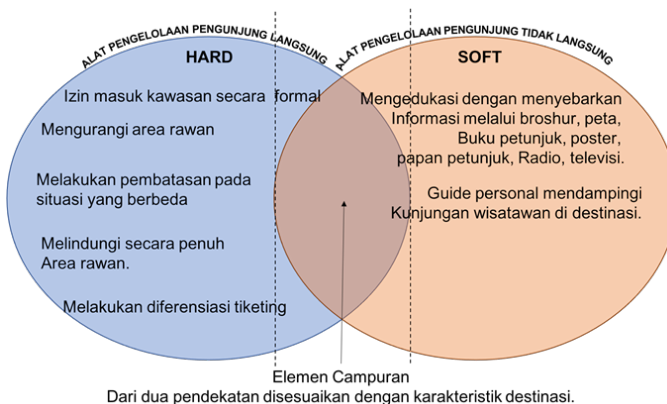 ALAT PENGELOLAAN PENGUNJUNG LANGSUNG
HARD
Izin masuk kawasan secara formal
Mengurangi area rawan
Melakukan pembatasan pada
situasi yang berbeda
Melindungi secara penuh
Area rawan.
Melakukan diferensiasi tiketing
ALAT PENGELOLAAN PENGUNJUNG TIDAK LANGSUNG
SOFT
Mengedukasi dengan menyebarkan
Informasi melalui broshur, peta,
Buku petunjuk, poster,
papan petunjuk, Radio, televisi.
Guide personal mendampingi
Kunjungan wisatawan di destinasi.
Elemen Campuran
Dari dua pendekatan disesuaikan dengan karakteristik destinasi.